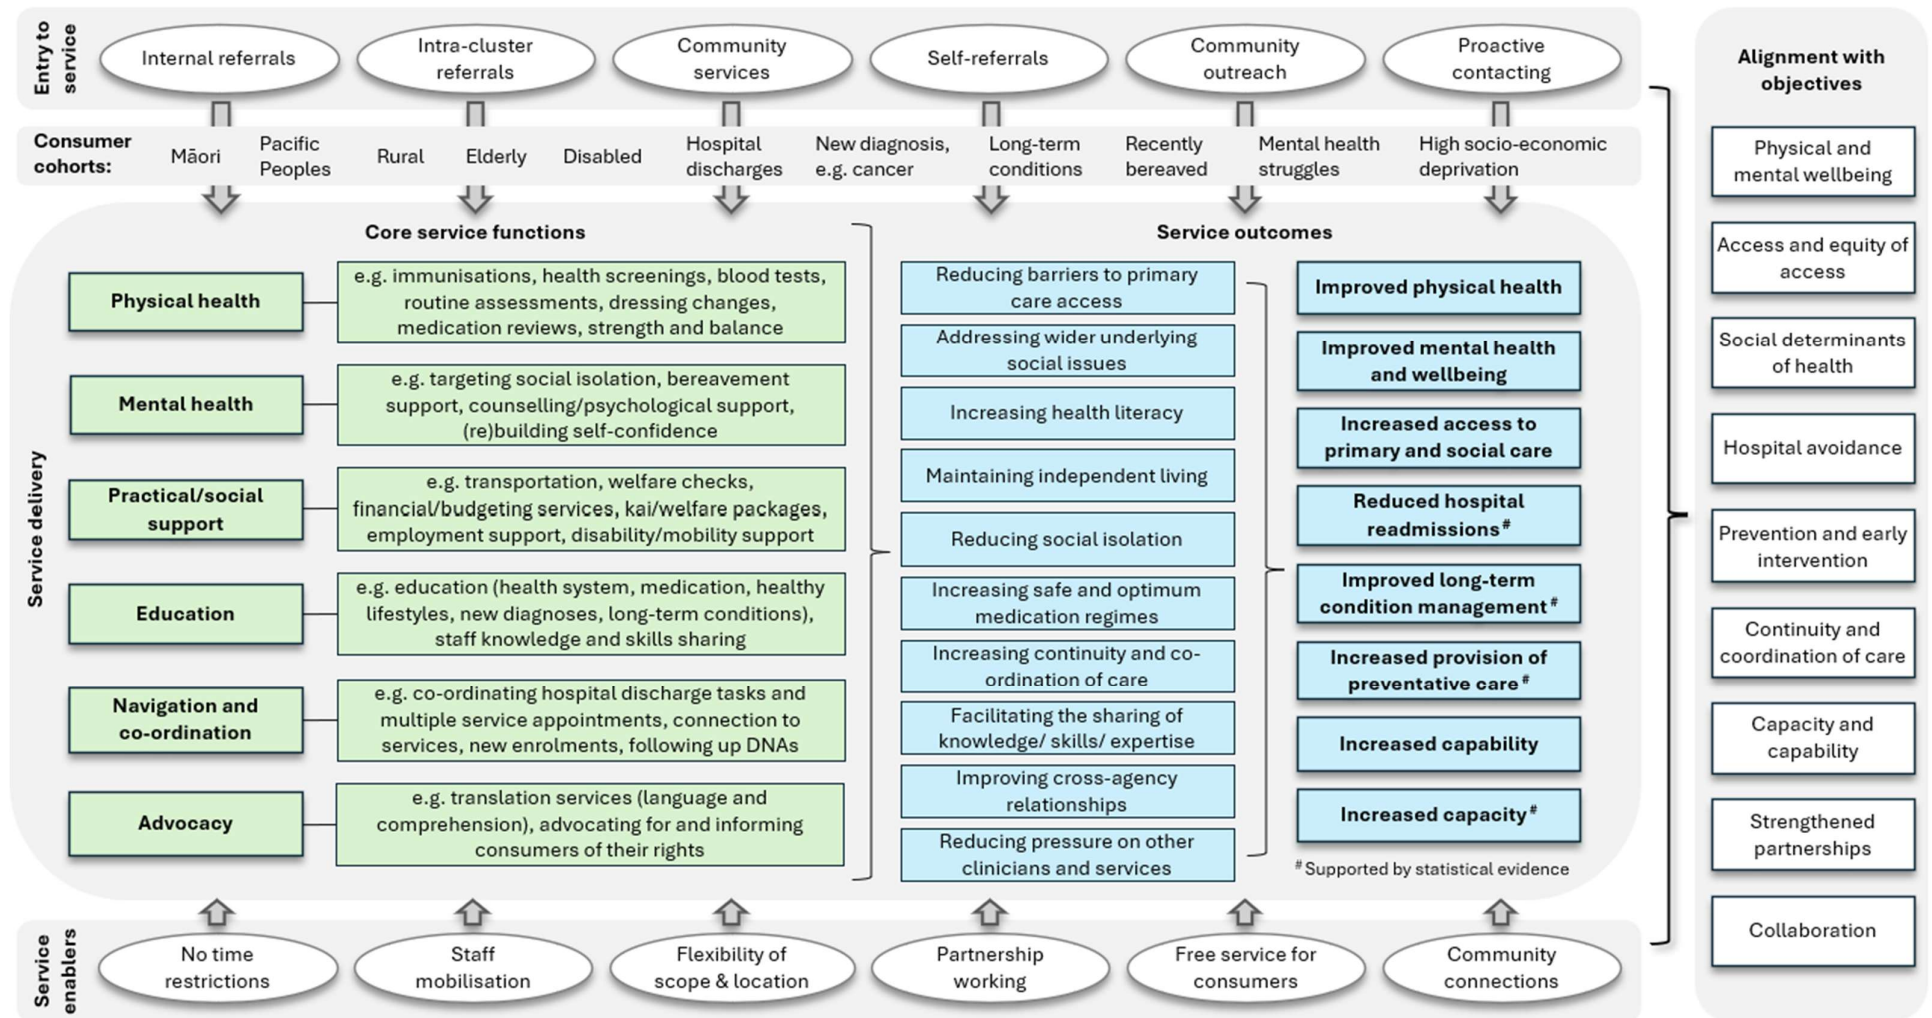 Entry to
service
Internal referrals
Intra-cluster
referrals
Community
services
Self-referrals
Community
outreach
Proactive
contacting
Consumer
cohorts:
Māori
Pacific
Peoples
Rural
Elderly
Disabled
Hospital
discharges
New diagnosis,
e.g. cancer
Long-term
conditions
Recently
bereaved
Mental health
struggles
High socio-economic
deprivation
Service delivery
Core service functions
Physical health
e.g. immunisations, health screenings, blood tests,
routine assessments, dressing changes,
medication reviews, strength and balance
Mental health
e.g. targeting social isolation, bereavement
support, counselling/psychological support,
(re)building self-confidence
Practical/social
support
e.g. transportation, welfare checks,
financial/budgeting services, kai/welfare packages,
employment support, disability/mobility support
Education
e.g. education (health system, medication, healthy
lifestyles, new diagnoses, long-term conditions),
staff knowledge and skills sharing
Navigation and
co-ordination
e.g. co-ordinating hospital discharge tasks and
multiple service appointments, connection to
services, new enrolments, following up DNAs
Advocacy
e.g. translation services (language and
comprehension), advocating for and informing
consumers of their rights
Service outcomes
Reducing barriers to primary
care access
Addressing wider underlying
social issues
Increasing health literacy
Maintaining independent living
Reducing social isolation
Increasing safe and optimum
medication regimes
Increasing continuity and co-
ordination of care
Facilitating the sharing of
knowledge/ skills/ expertise
Improving cross-agency
relationships
Reducing pressure on other
clinicians and services
Improved physical health
Improved mental health
and wellbeing
Increased access to
primary and social care
Reduced hospital
readmissions#
Improved long-term
condition management#
Increased provision of
preventative care#
Increased capability
Increased capacity#
# Supported by statistical evidence
Service
enablers
No time
restrictions
Staff
mobilisation
Flexibility of
scope & location
Partnership
working
Free service for
consumers
Community
connections
Alignment with
objectives
Physical and
mental wellbeing
Access and equity of
access
Social determinants
of health
Hospital avoidance
Prevention and early
intervention
Continuity and
coordination of care
Capacity and
capability
Strengthened
partnerships
Collaboration